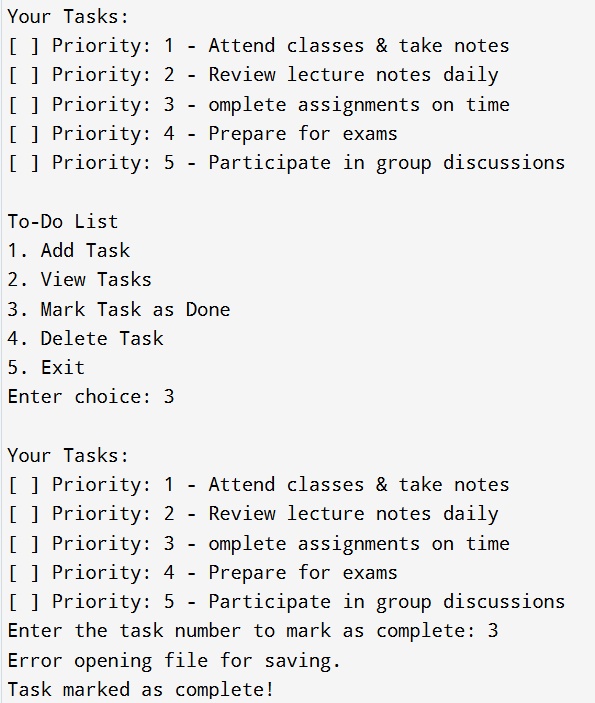 Your Tasks:
[ ] Priority: 1 - Attend classes & take notes
[ ] Priority: 2 - Review lecture notes daily
[ ] Priority: 3 - omplete assignments on time
[ ] Priority: 4 - Prepare for exams
[ ] Priority: 5 - Participate in group discussions

To-Do List
1. Add Task
2. View Tasks
3. Mark Task as Done
4. Delete Task
5. Exit
Enter choice: 3

Your Tasks:
[ ] Priority: 1 - Attend classes & take notes
[ ] Priority: 2 - Review lecture notes daily
[ ] Priority: 3 - omplete assignments on time
[ ] Priority: 4 - Prepare for exams
[ ] Priority: 5 - Participate in group discussions
Enter the task number to mark as complete: 3
Error opening file for saving.
Task marked as complete!